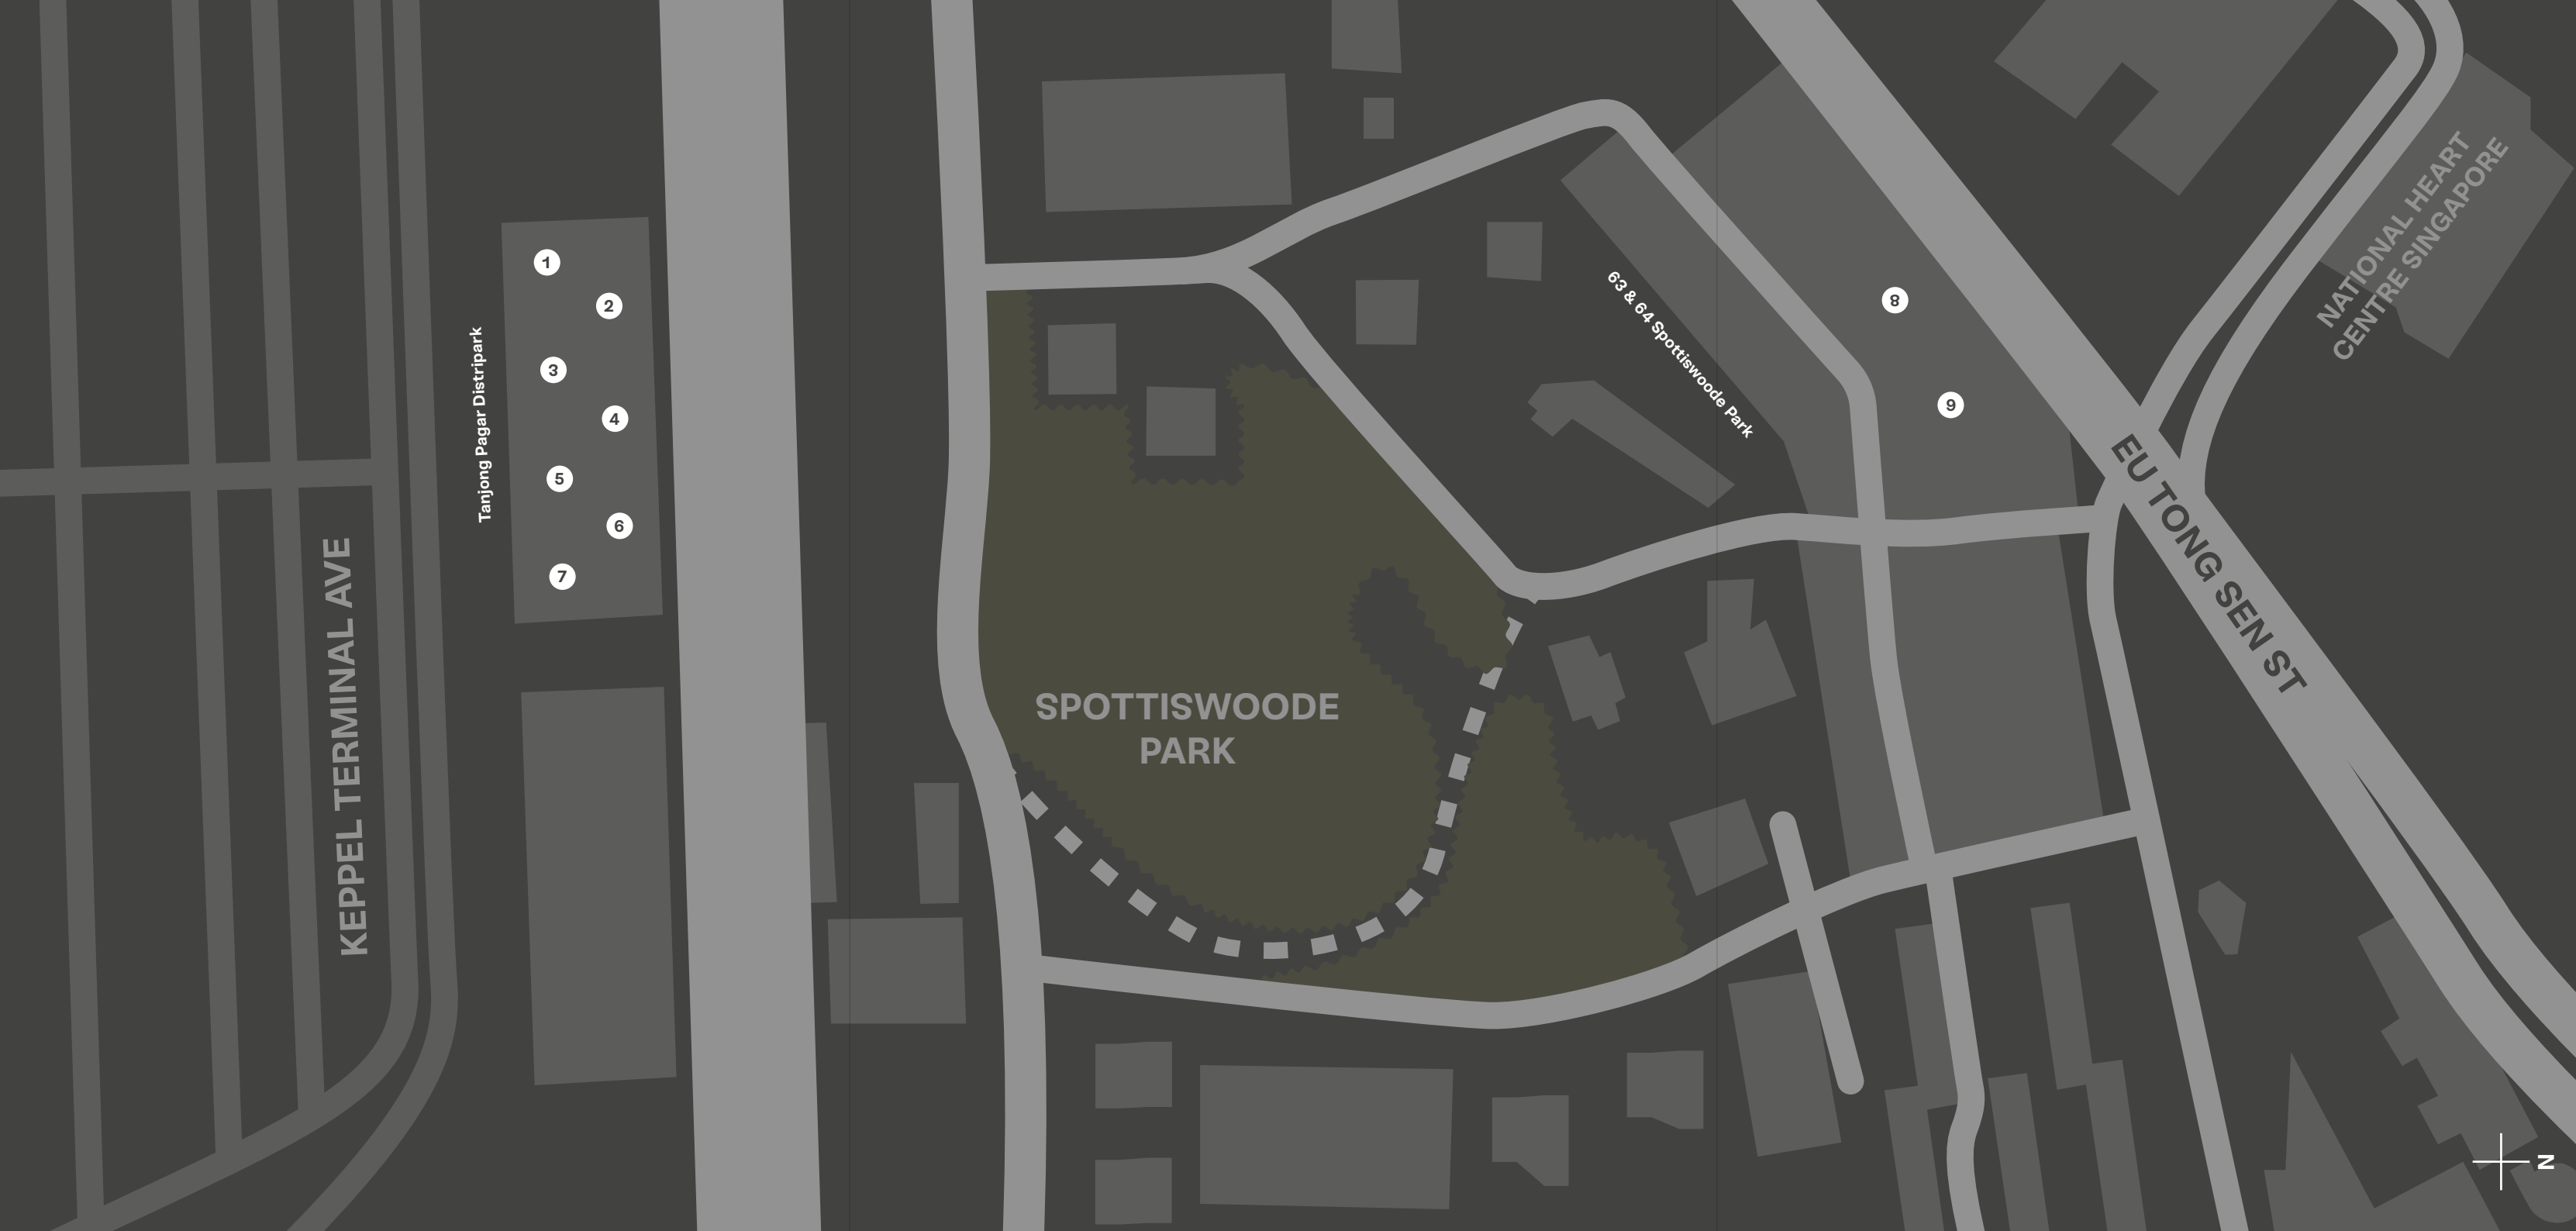 Tanjong Pagar Distripark
1
2
3
4
5
6
7
KEPPEL TERMINAL AVE
SPOTTISWOODE
PARK
63 & 64 Spottiswoode Park
8
9
EU TONG SEN ST
NATIONAL HEART
CENTRE SINGAPORE
N